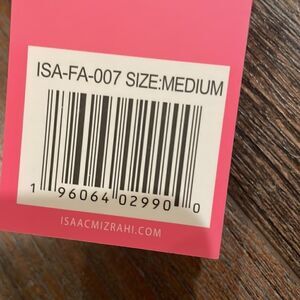 ISA-FA-007 SIZE:MEDIUM
1 96064 02990 0
ISAACMIZRAHI.COM